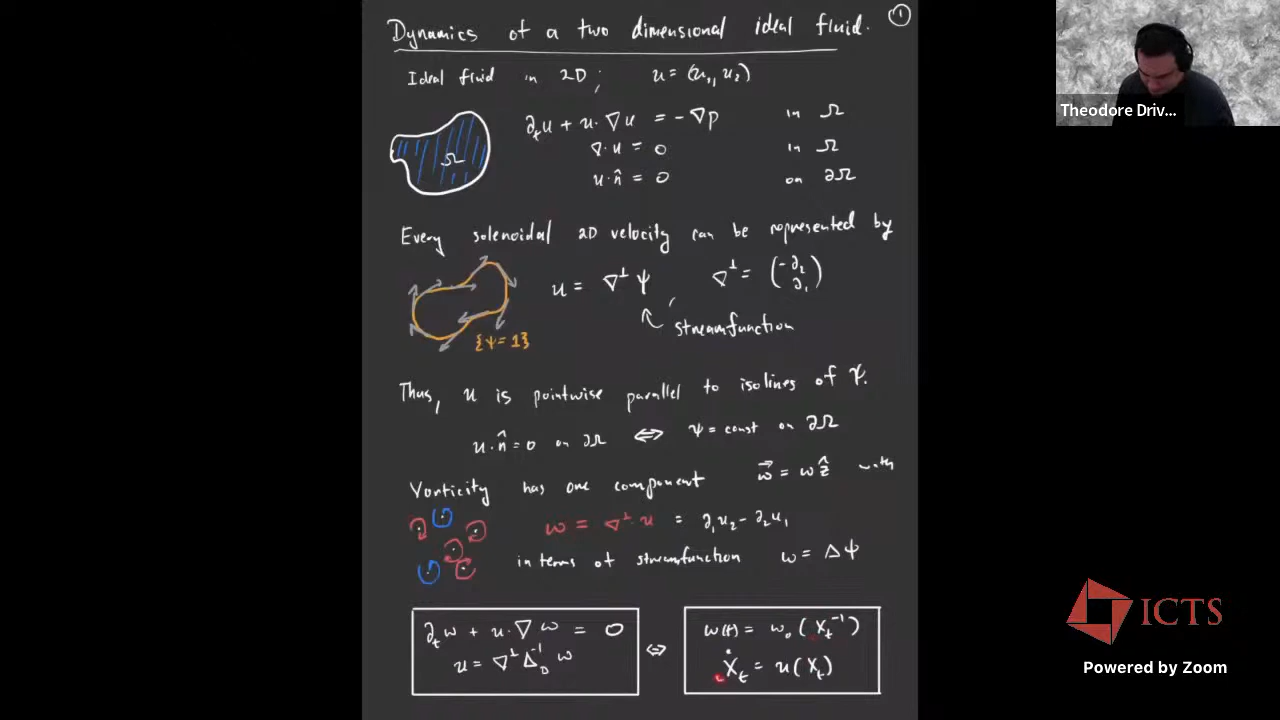 Dynamics of a two dimensional ideal fluid. ①
Ideal fluid in 2D ; u = (u₁, u₂)
Ω
∂ₜu + u·∇u = -∇p in Ω
∇·u = 0 in Ω
u·n̂ = 0 on ∂Ω
Every solenoidal 2D velocity can be represented by
u = ∇^⊥ ψ , ∇^⊥ = (-∂₂ ∂₁)
streamfunction
{ψ=1}
Thus, u is pointwise parallel to isolines of ψ.
u·n̂ = 0 on ∂Ω ⇔ ψ = const on ∂Ω
Vorticity has one component ω⃗ = ω ẑ with
ω = ∇^⊥·u = ∂₁u₂ - ∂₂u₁
in terms of streamfunction ω = Δψ
∂ₜω + u·∇ω = 0
u = ∇^⊥ Δ_D^{-1} ω
⇔
ω(t) = ω₀(Xₜ^{-1})
Ẋₜ = u(Xₜ)
Theodore Driv...
ICTS
Powered by Zoom